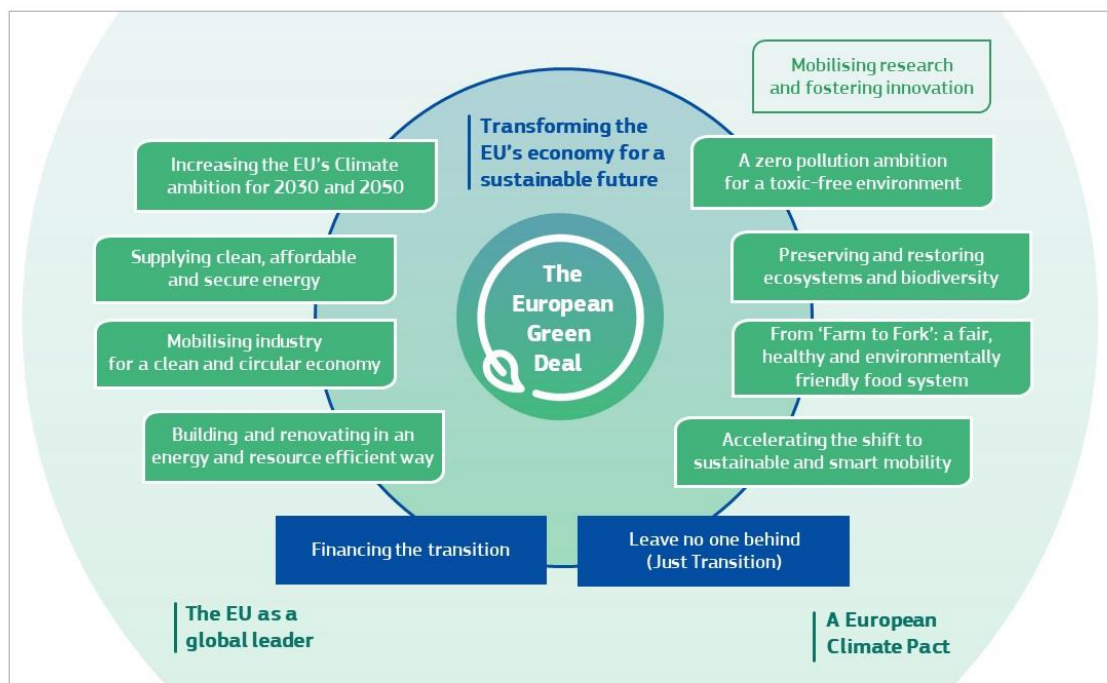 Mobilising research
and fostering innovation
Transforming the
EU's economy for a
sustainable future
Increasing the EU's Climate
ambition for 2030 and 2050
A zero pollution ambition
for a toxic-free environment
Supplying clean, affordable
and secure energy
Preserving and restoring
ecosystems and biodiversity
The
European
Green
Deal
Mobilising industry
for a clean and circular economy
From ‘Farm to Fork’: a fair,
healthy and environmentally
friendly food system
Building and renovating in an
energy and resource efficient way
Accelerating the shift to
sustainable and smart mobility
Financing the transition
Leave no one behind
(Just Transition)
The EU as a
global leader
A European
Climate Pact